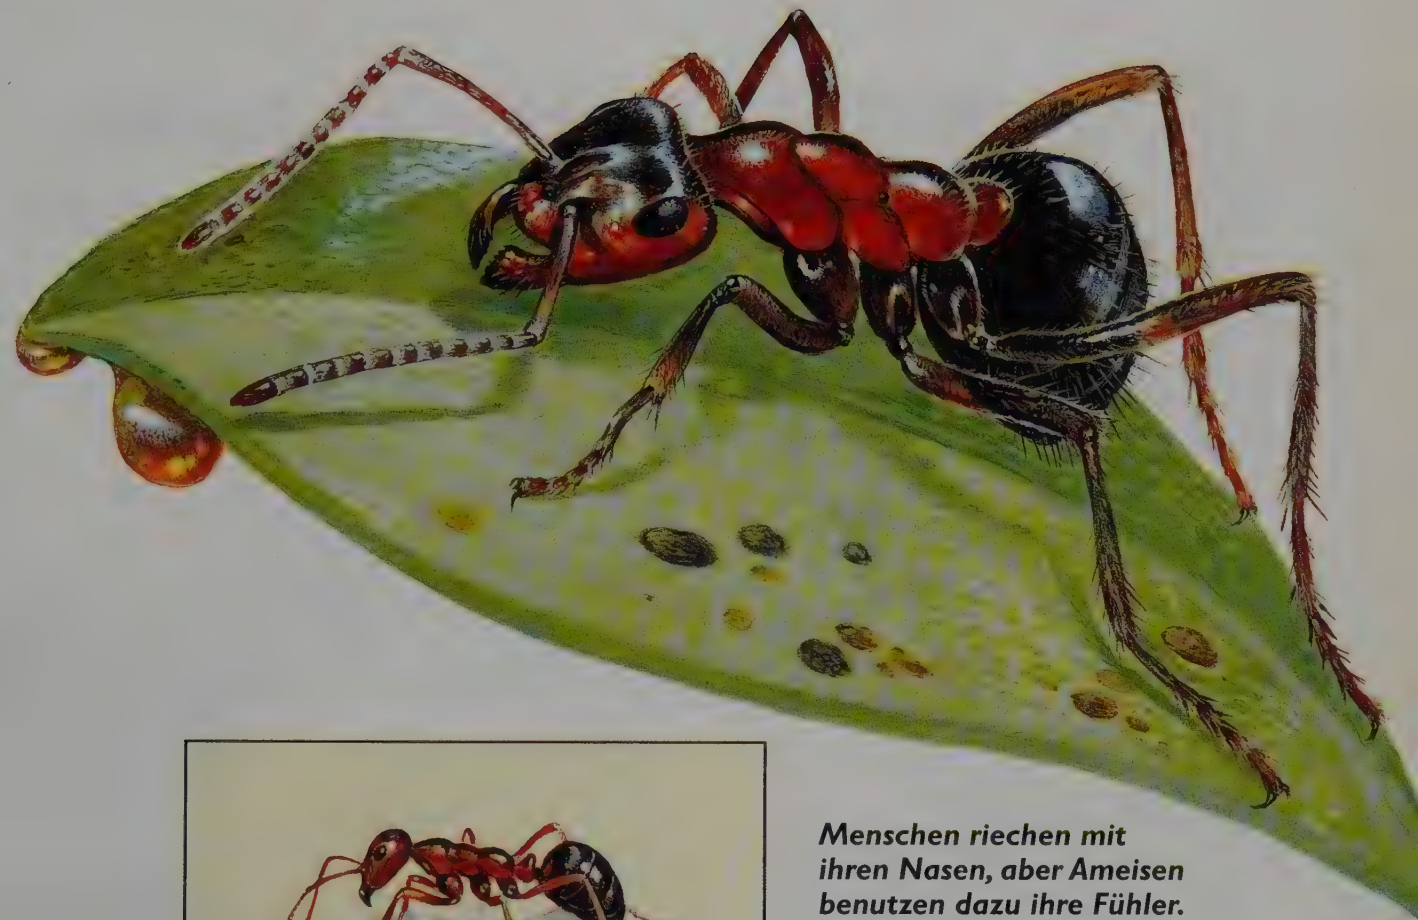 Menschen riechen mit
ihren Nasen, aber Ameisen
benutzen dazu ihre Fühler.